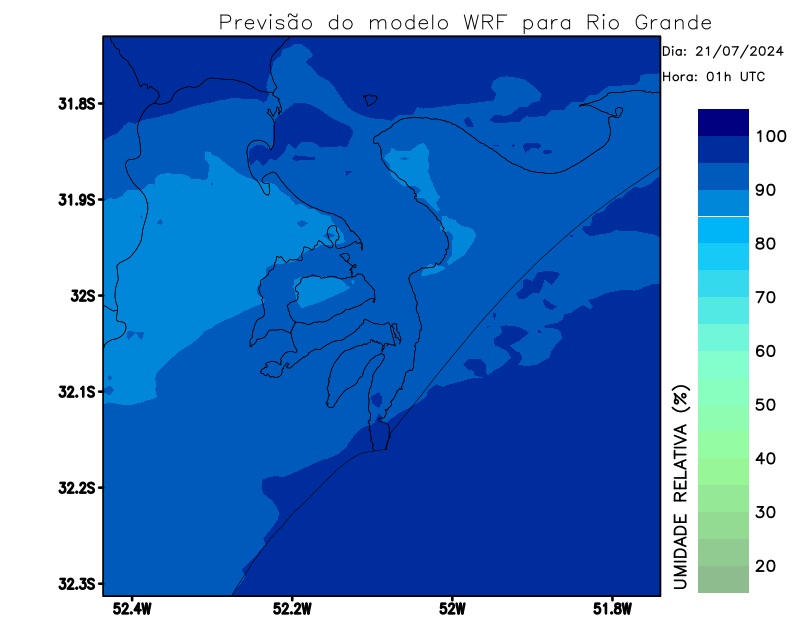 Previsão do modelo WRF para Rio Grande
Dia: 21/07/2024
Hora: 01h UTC
31.8S
31.9S
32S
32.1S
32.2S
32.3S
52.4W
52.2W
52W
51.8W
100
90
80
70
60
50
40
30
20
UMIDADE RELATIVA (%)